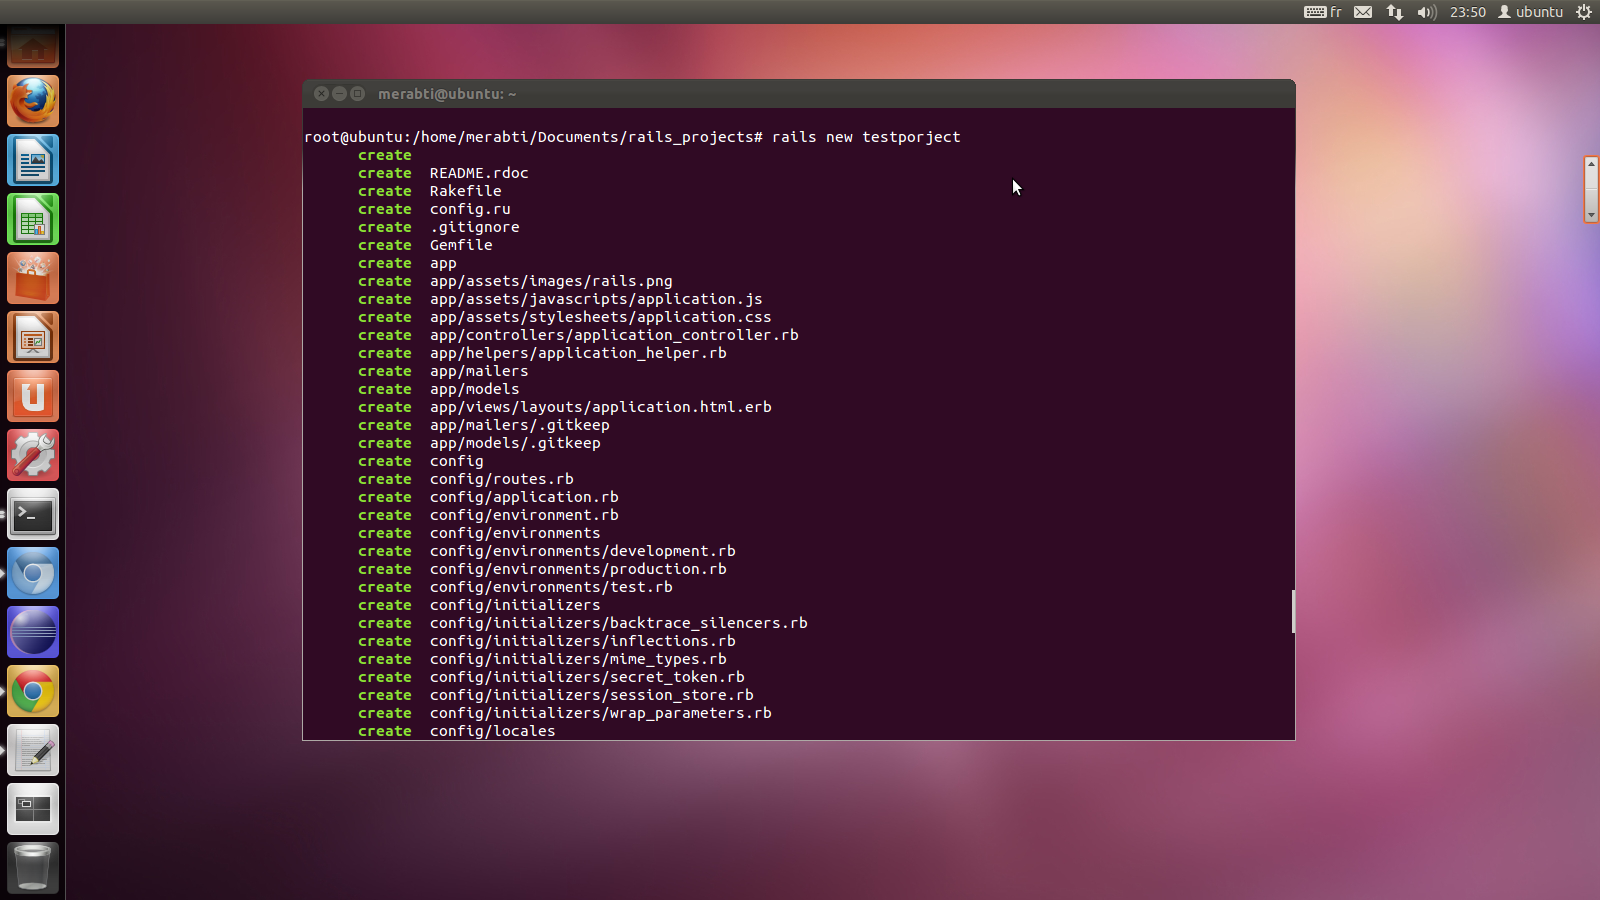 fr 23:50 ubuntu
merabti@ubuntu: ~
root@ubuntu:/home/merabti/Documents/rails_projects# rails new testporject
create
create README.rdoc
create Rakefile
create config.ru
create .gitignore
create Gemfile
create app
create app/assets/images/rails.png
create app/assets/javascripts/application.js
create app/assets/stylesheets/application.css
create app/controllers/application_controller.rb
create app/helpers/application_helper.rb
create app/mailers
create app/models
create app/views/layouts/application.html.erb
create app/mailers/.gitkeep
create app/models/.gitkeep
create config
create config/routes.rb
create config/application.rb
create config/environment.rb
create config/environments
create config/environments/development.rb
create config/environments/production.rb
create config/environments/test.rb
create config/initializers
create config/initializers/backtrace_silencers.rb
create config/initializers/inflections.rb
create config/initializers/mime_types.rb
create config/initializers/secret_token.rb
create config/initializers/session_store.rb
create config/initializers/wrap_parameters.rb
create config/locales